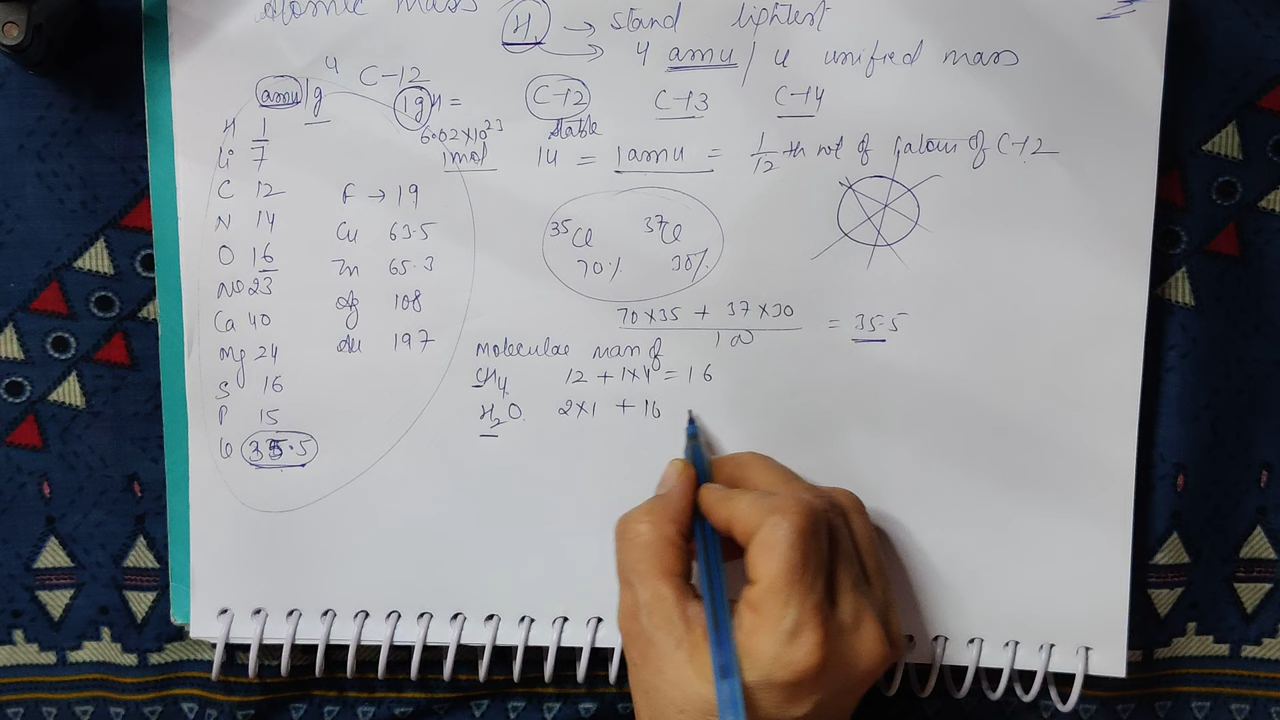 Atomic mass
H, → stand lightest
4 amu / u unified mass
u C-12
amu/g
1g H =
6.02×10²³
1mol
C-12 C-13 C-14
stable
1u = 1amu = 1/12 th wt of 1 atom of C-12
H 1
Li 7
C 12
N 14
O 16
Na 23
Ca 40
Mg 24
S 16
P 15
35.5
F → 19
Cu 63.5
Zn 65.3
Ag 108
Au 197
³⁵Cl ³⁷Cl
70% 30%
70×35 + 37×30 / 100 = 35.5
Molecular mass of
CH₄ 12 + 1×4 = 16
H₂O. 2×1 + 16